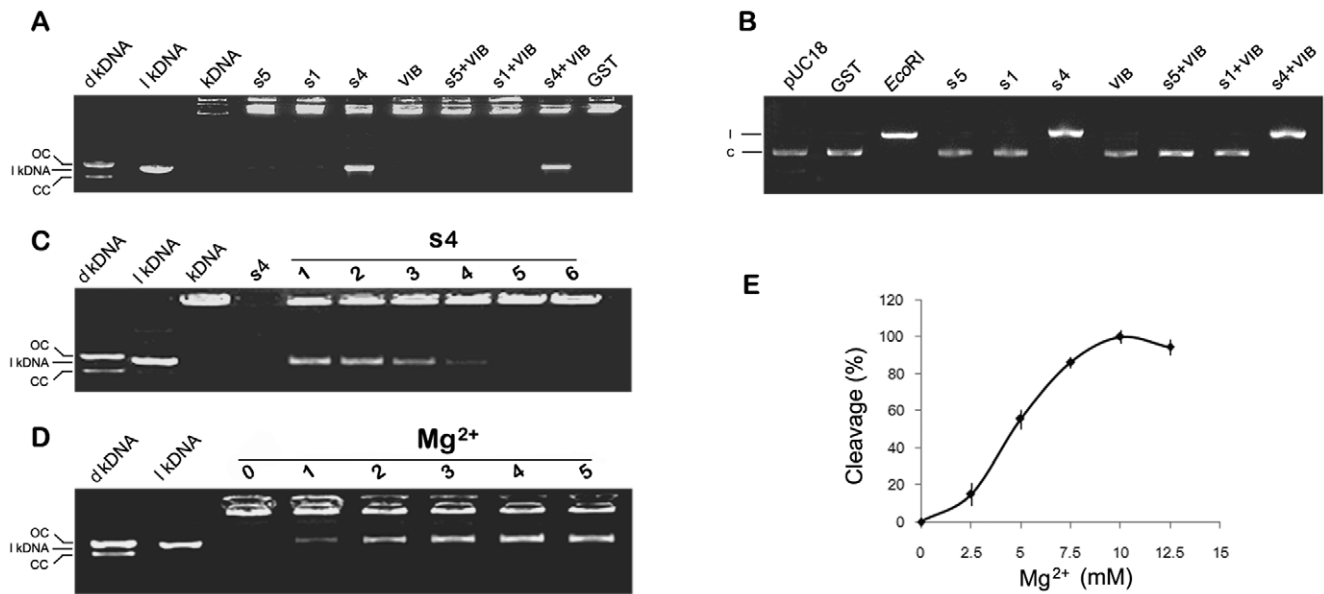 A
d kDNA l kDNA kDNA s5 s1 s4 VIB s5+VIB s1+VIB s4+VIB GST
OC
l kDNA
CC
B
pUC18 GST EcoRI s5 s1 s4 VIB s5+VIB s1+VIB s4+VIB
l
c
C
s4
d kDNA l kDNA kDNA s4 1 2 3 4 5 6
OC
l kDNA
CC
D
Mg²⁺
d kDNA l kDNA 0 1 2 3 4 5
OC
l kDNA
CC
E
Cleavage (%)
120
100
80
60
40
20
0
0 2.5 5 7.5 10 12.5 15
Mg²⁺ (mM)